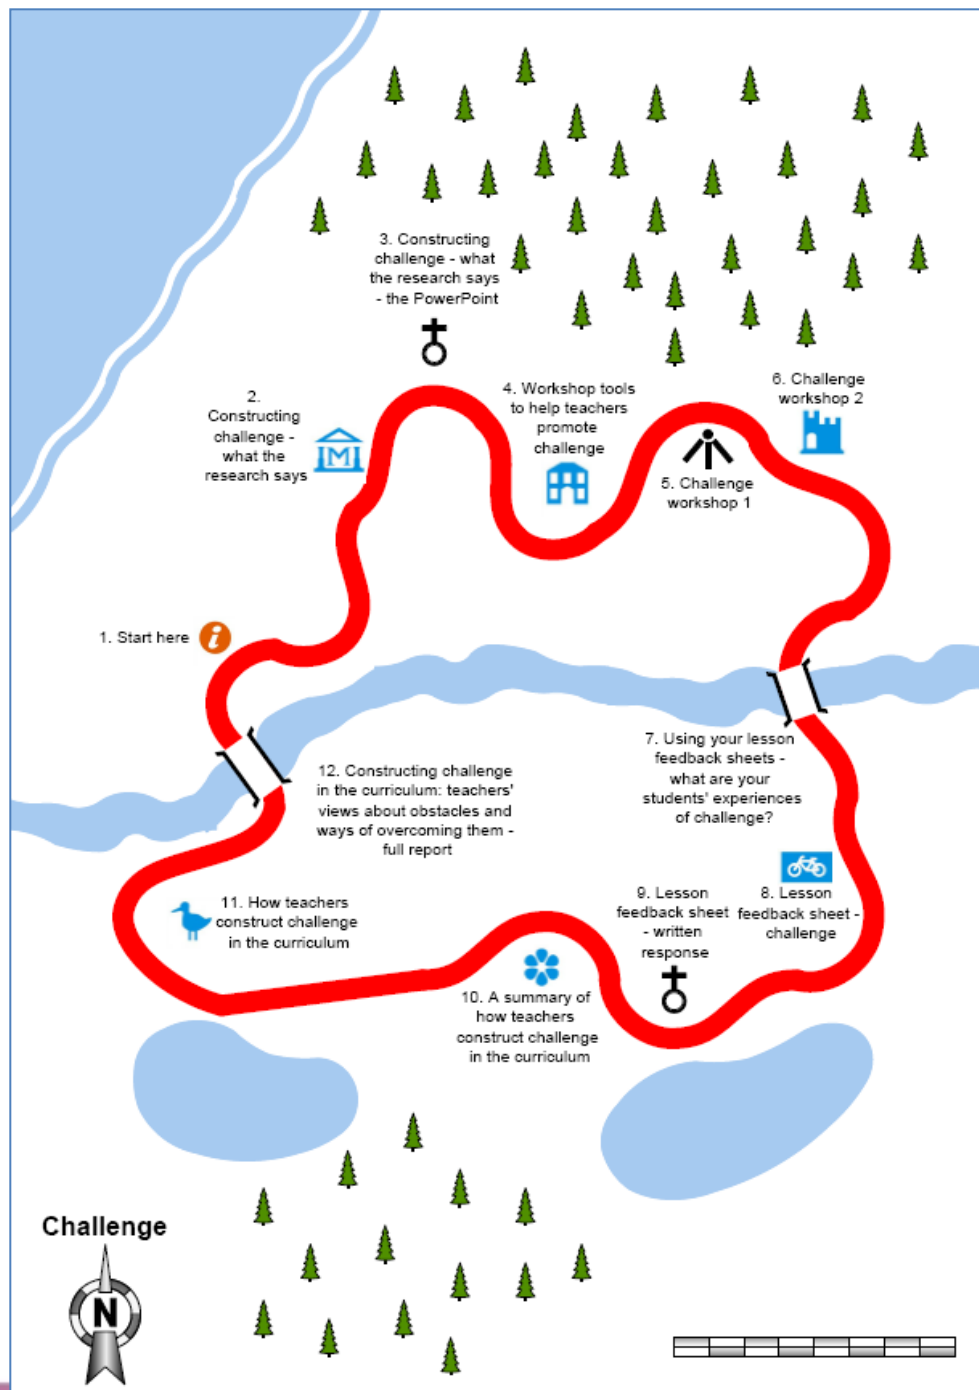 3. Constructing
challenge - what
the research says
- the PowerPoint
2.
Constructing
challenge -
what the
research says
M
4. Workshop tools
to help teachers
promote
challenge
6. Challenge
workshop 2
5. Challenge
workshop 1
1. Start here
i
7. Using your lesson
feedback sheets -
what are your
students' experiences
of challenge?
12. Constructing challenge
in the curriculum: teachers'
views about obstacles and
ways of overcoming them -
full report
8. Lesson
feedback sheet -
challenge
9. Lesson
feedback sheet
- written
response
11. How teachers
construct challenge
in the curriculum
10. A summary of
how teachers
construct challenge
in the curriculum
Challenge
N